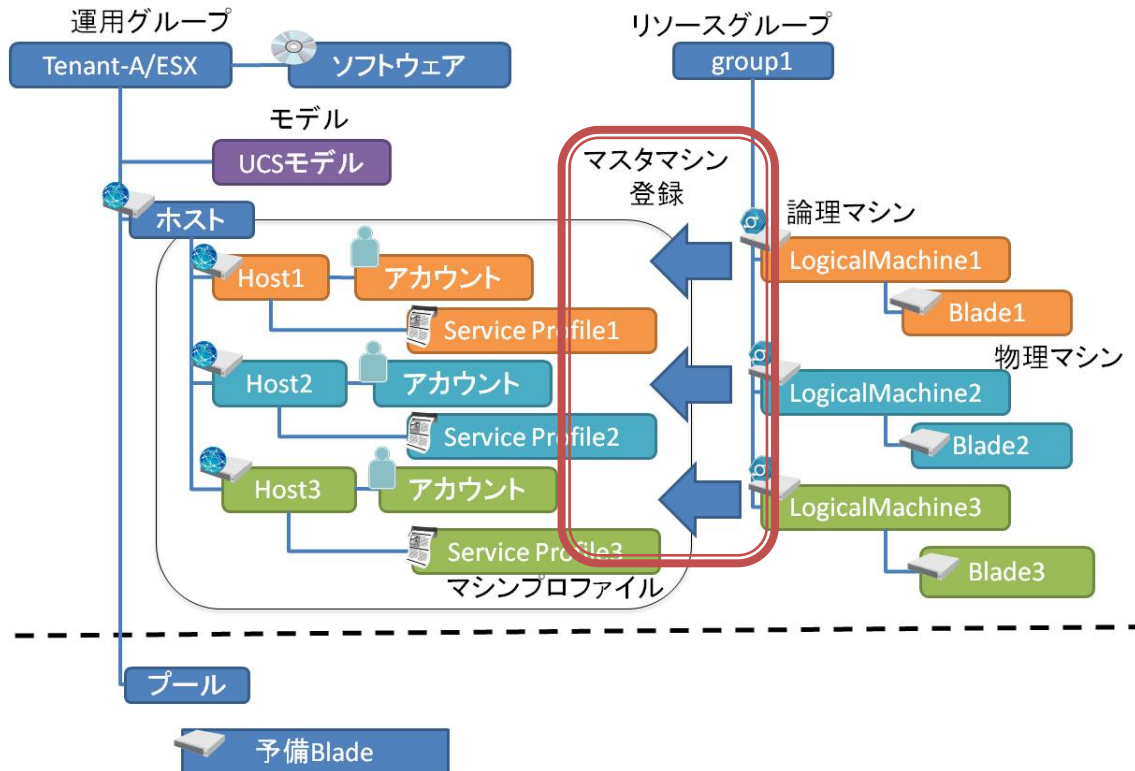 運用グループ
リソースグループ
Tenant-A/ESX
ソフトウェア
group1
モデル
UCSモデル
マスタマシン
登録
ホスト
論理マシン
Host1
アカウント
LogicalMachine1
Service Profile1
Blade1
物理マシン
Host2
アカウント
LogicalMachine2
Service Profile2
Blade2
Host3
アカウント
LogicalMachine3
Service Profile3
Blade3
マシンプロファイル
プール
予備Blade